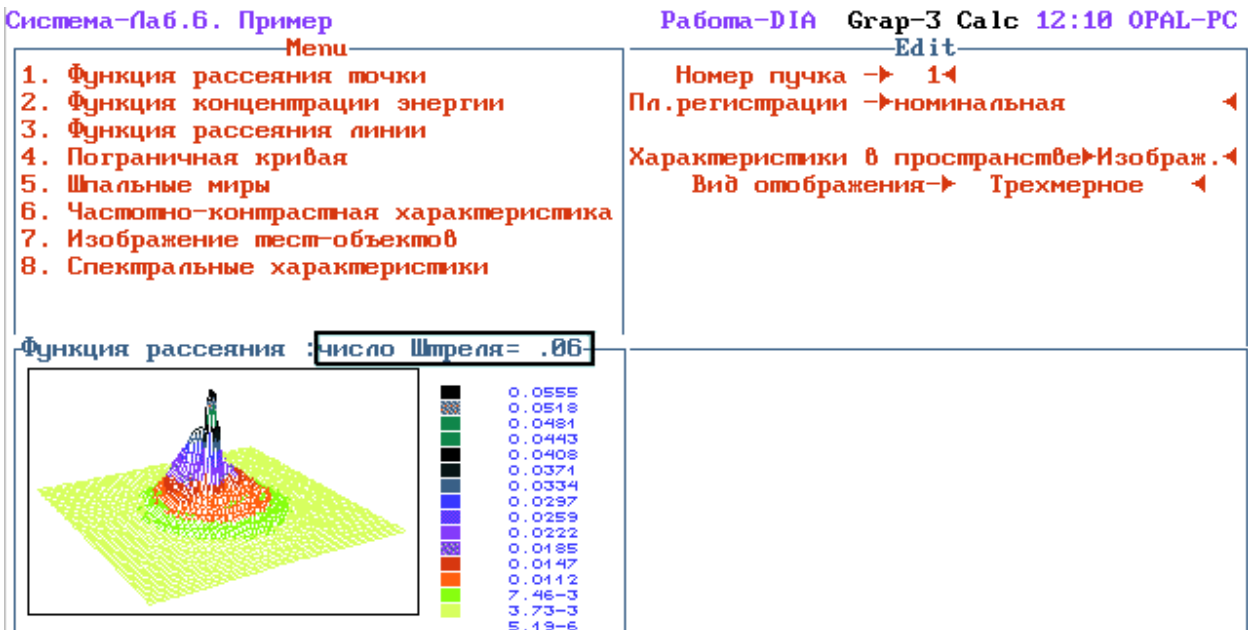 Система-Лаб.6. Пример Работа-DIA Grap-3 Calc 12:10 OPAL-PC
Menu
1. Функция рассеяния точки
2. Функция концентрации энергии
3. Функция рассеяния линии
4. Пограничная кривая
5. Шпальные миры
6. Частотно-контрастная характеристика
7. Изображение тест-объектов
8. Спектральные характеристики
Edit
Номер пучка -► 1◄
Пл.регистрации -►номинальная ◄
Характеристики в пространстве►Изображ.◄
Вид отображения-► Трехмерное ◄
Функция рассеяния :число Штреля= .06
0.0555
0.0518
0.0481
0.0443
0.0408
0.0371
0.0334
0.0297
0.0259
0.0222
0.0185
0.0147
0.0112
7.46-3
3.73-3
5.19-6